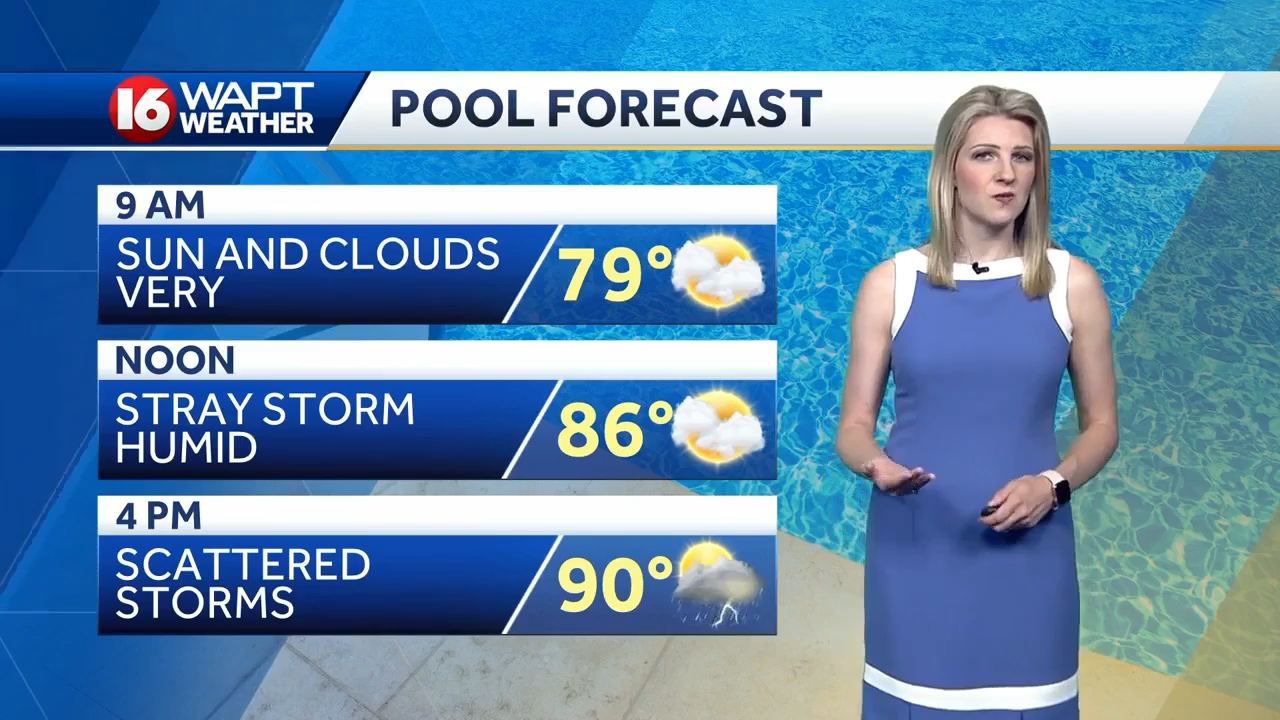 16 WAPT
WEATHER
POOL FORECAST
9 AM
SUN AND CLOUDS
VERY
79°
NOON
STRAY STORM
HUMID
86°
4 PM
SCATTERED
STORMS
90°